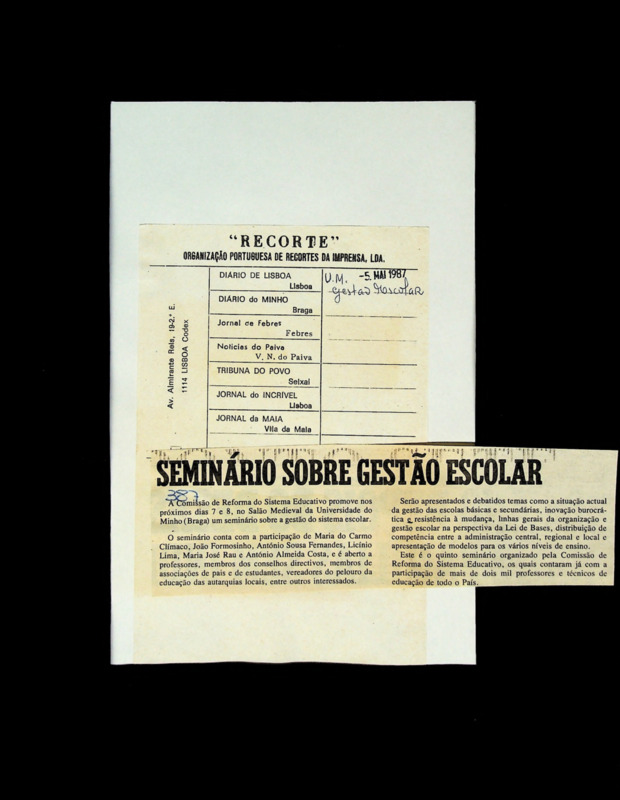 “RECORTE”
ORGANIZAÇÃO PORTUGUESA DE RECORTES DA IMPRENSA, LDA.
Av. Almirante Reis, 19-2.º E.
1114 LISBOA Codex
DIÁRIO DE LISBOA
Lisboa
DIÁRIO do MINHO
Braga
Jornal de Febres
Febres
Notícias do Paiva
V. N. do Paiva
TRIBUNA DO POVO
Seixal
JORNAL do INCRÍVEL
Lisboa
JORNAL da MAIA
Vila da Maia
U.M. -5. MAI 1987
Gestão Escolar
SEMINÁRIO SOBRE GESTÃO ESCOLAR
387
A Comissão de Reforma do Sistema Educativo promove nos
próximos dias 7 e 8, no Salão Medieval da Universidade do
Minho (Braga) um seminário sobre a gestão do sistema escolar.
O seminário conta com a participação de Maria do Carmo
Clímaco, João Formosinho, António Sousa Fernandes, Licínio
Lima, Maria José Rau e António Almeida Costa, e é aberto a
professores, membros dos conselhos directivos, membros de
associações de pais e de estudantes, vereadores do pelouro da
educação das autarquias locais, entre outros interessados.
Serão apresentados e debatidos temas como a situação actual
da gestão das escolas básicas e secundárias, inovação burocrá-
tica e resistência à mudança, linhas gerais da organização e
gestão escolar na perspectiva da Lei de Bases, distribuição de
competência entre a administração central, regional e local e
apresentação de modelos para os vários níveis de ensino.
Este é o quinto seminário organizado pela Comissão de
Reforma do Sistema Educativo, os quais contaram já com a
participação de mais de dois mil professores e técnicos de
educação de todo o País.